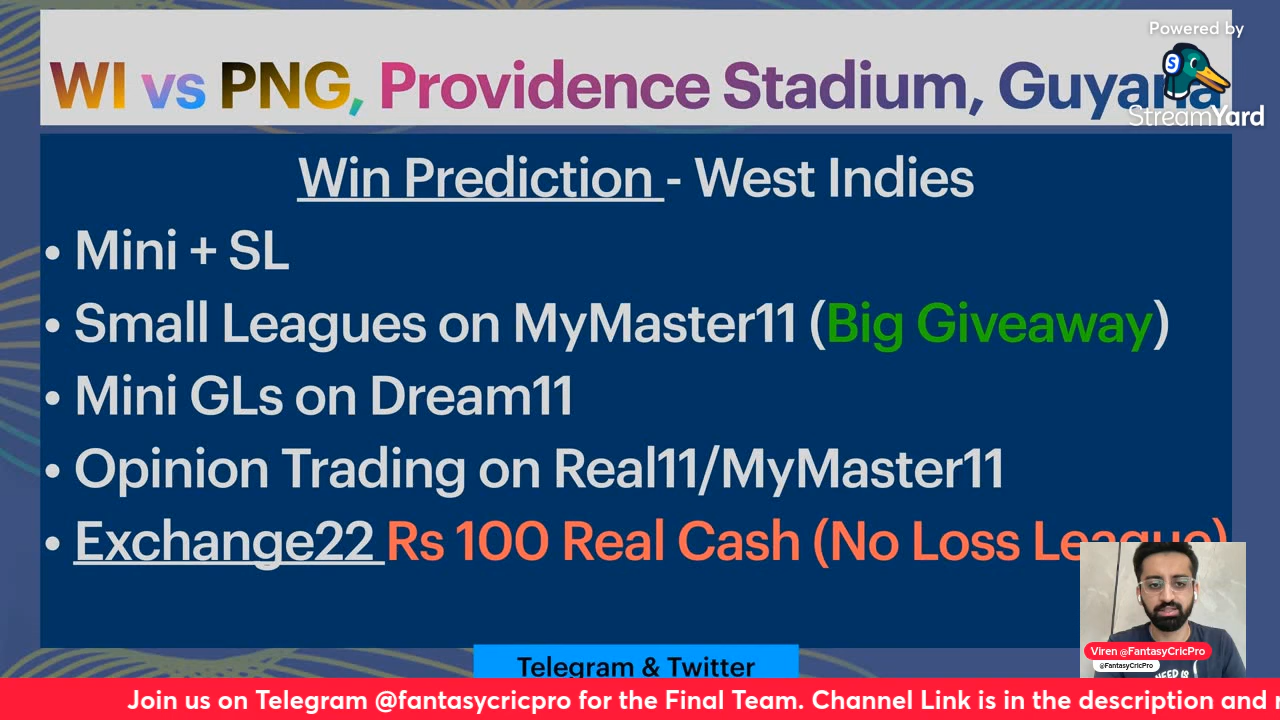 Powered by
WI vs PNG, Providence Stadium, Guyana
StreamYard
Win Prediction - West Indies
• Mini + SL
• Small Leagues on MyMaster11 (Big Giveaway)
• Mini GLs on Dream11
• Opinion Trading on Real11/MyMaster11
• Exchange22 Rs 100 Real Cash (No Loss League)
Viren @FantasyCricPro
@FantasyCricPro
Telegram & Twitter
Join us on Telegram @fantasycricpro for the Final Team. Channel Link is in the description and